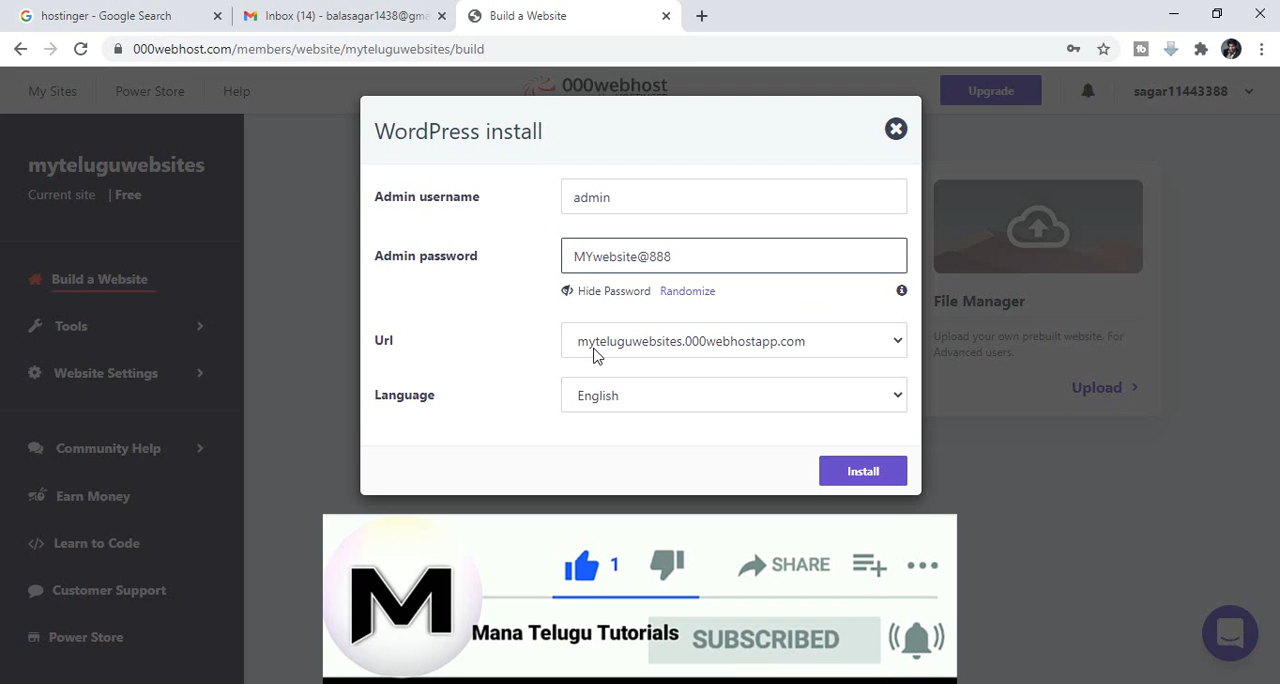 hostinger - Google Search
Inbox (14) - balasagar1438@gm
Build a Website
000webhost.com/members/website/myteluguwebsites/build
My Sites
Power Store
Help
000webhost
Upgrade
sagar11443388
myteluguwebsites
Current site | Free
Build a Website
Tools
Website Settings
Community Help
Earn Money
Learn to Code
Customer Support
Power Store
WordPress install
Admin username
admin
Admin password
MYwebsite@888
Hide Password Randomize
Url
myteluguwebsites.000webhostapp.com
Language
English
Install
File Manager
Upload your own prebuilt website. For
Advanced users.
Upload
1
SHARE
M
Mana Telugu Tutorials
SUBSCRIBED